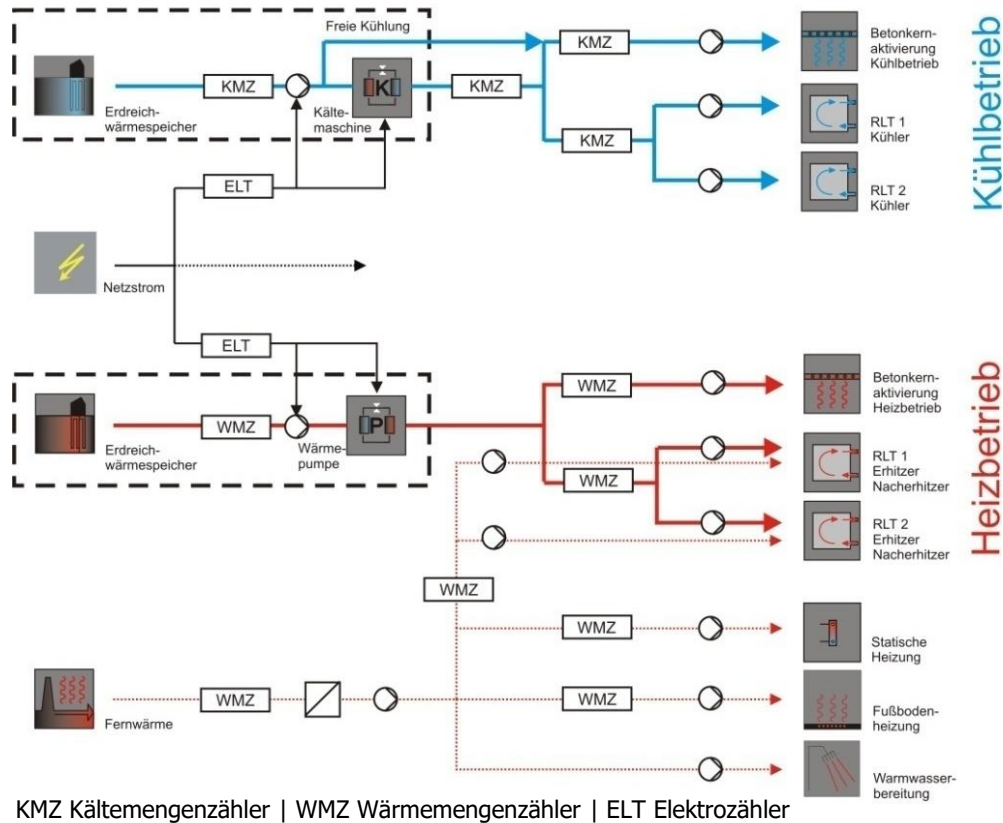 Freie Kühlung
KMZ
Betonkern-
aktivierung
Kühlbetrieb
KMZ
K
KMZ
Erdreich-
wärmespeicher
Kälte-
maschine
RLT 1
Kühler
KMZ
ELT
RLT 2
Kühler
Kühlbetrieb
Netzstrom
ELT
WMZ
Betonkern-
aktivierung
Heizbetrieb
WMZ
P
Erdreich-
wärmespeicher
Wärme-
pumpe
RLT 1
Erhitzer
Nacherhitzer
WMZ
RLT 2
Erhitzer
Nacherhitzer
Heizbetrieb
WMZ
WMZ
Statische
Heizung
WMZ
WMZ
Fernwärme
Fußboden-
heizung
Warmwasser-
bereitung
KMZ Kältemengenzähler | WMZ Wärmemengenzähler | ELT Elektrozähler